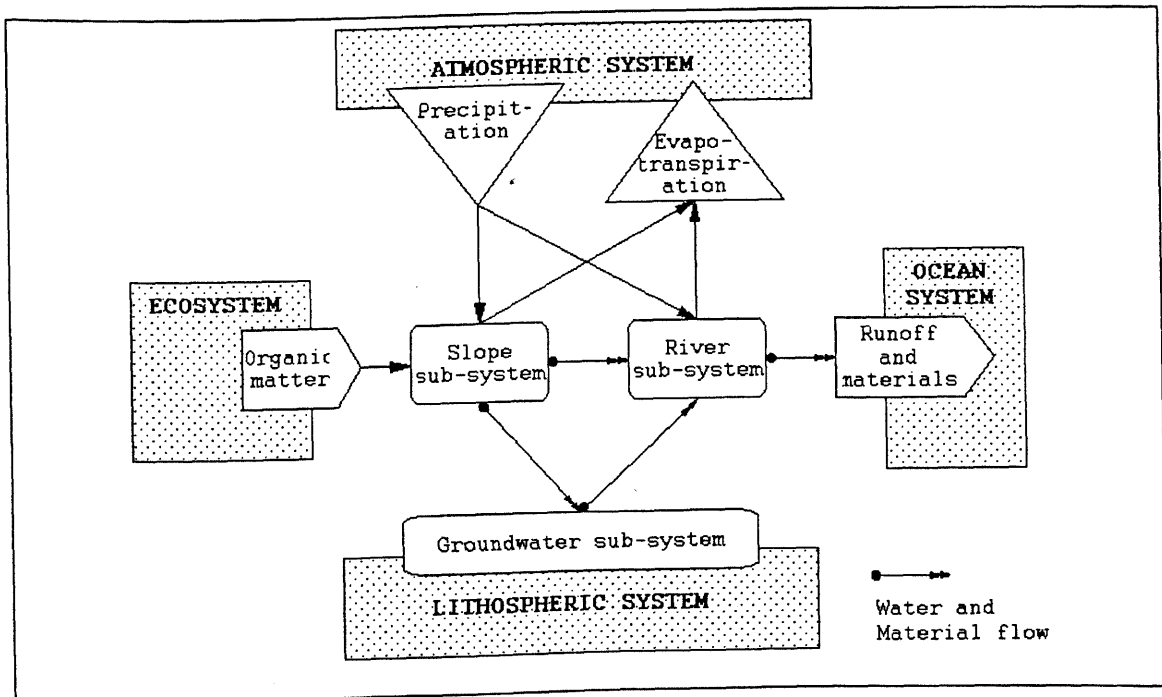 ATMOSPHERIC SYSTEM
Precipit-
ation
Evapo-
transpir-
ation
ECOSYSTEM
Organic
matter
Slope
sub-system
River
sub-system
OCEAN
SYSTEM
Runoff
and
materials
Groundwater sub-system
LITHOSPHERIC SYSTEM
Water and
Material flow